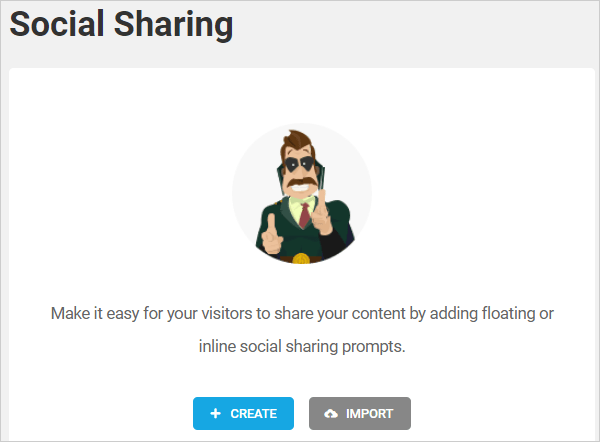 Social Sharing
Make it easy for your visitors to share your content by adding floating or
inline social sharing prompts.
+ CREATE
IMPORT